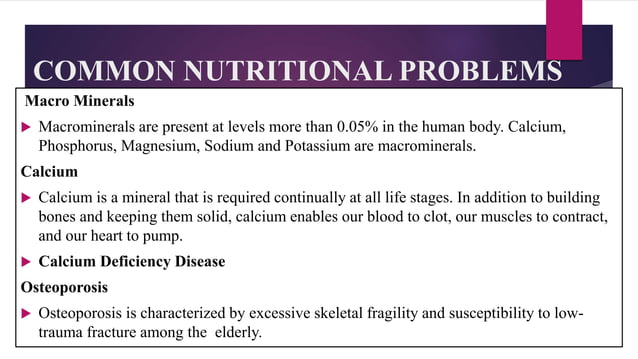 COMMON NUTRITIONAL PROBLEMS
Macro Minerals
Macrominerals are present at levels more than 0.05% in the human body. Calcium,
Phosphorus, Magnesium, Sodium and Potassium are macrominerals.
Calcium
Calcium is a mineral that is required continually at all life stages. In addition to building
bones and keeping them solid, calcium enables our blood to clot, our muscles to contract,
and our heart to pump.
Calcium Deficiency Disease
Osteoporosis
Osteoporosis is characterized by excessive skeletal fragility and susceptibility to low-
trauma fracture among the elderly.